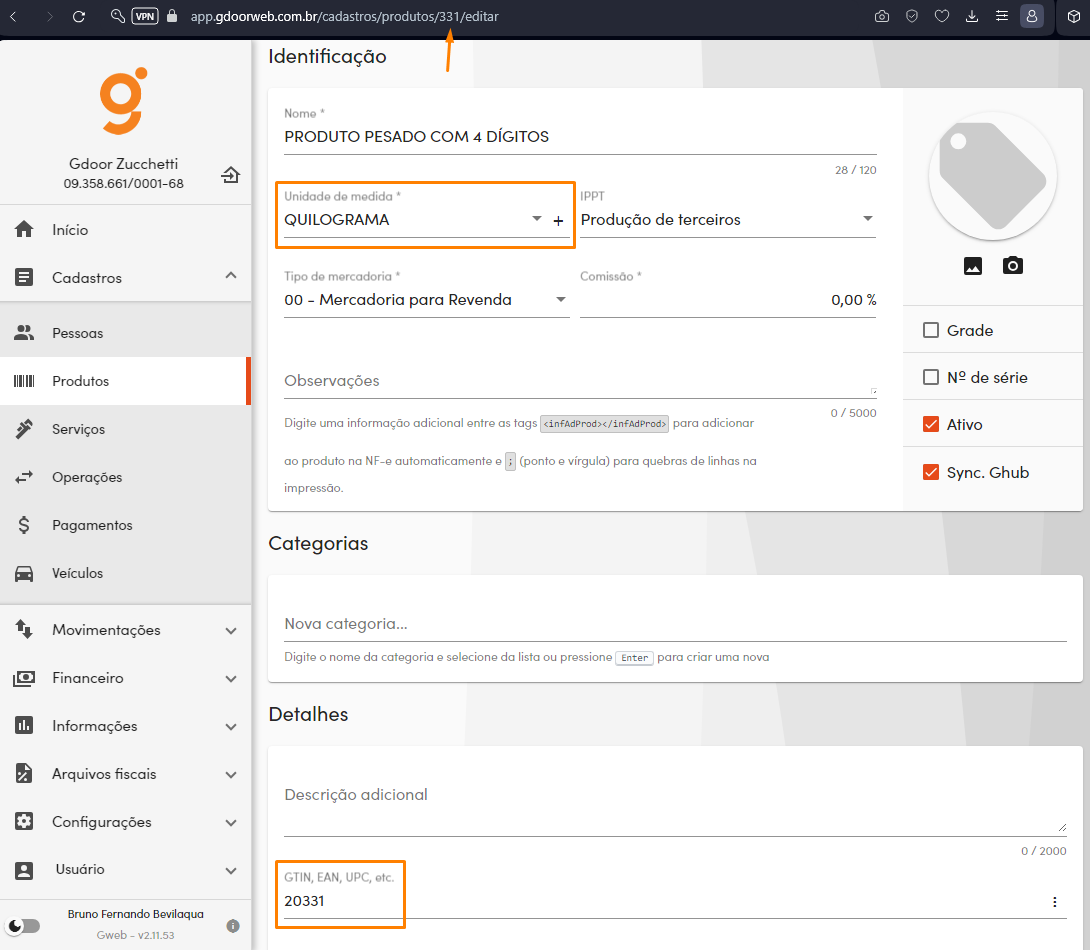 VPN
app.gdoorweb.com.br/cadastros/produtos/331/editar
Gdoor Zucchetti
09.358.661/0001-68
Início
Cadastros
Pessoas
Produtos
Serviços
Operações
Pagamentos
Veículos
Movimentações
Financeiro
Informações
Arquivos fiscais
Configurações
Usuário
Bruno Fernando Bevilaqua
Gweb - v2.11.53
Identificação
Nome *
PRODUTO PESADO COM 4 DÍGITOS
28 / 120
Unidade de medida *
QUILOGRAMA
+
IPPT
Produção de terceiros
Tipo de mercadoria *
00 - Mercadoria para Revenda
Comissão *
0,00 %
Observações
0 / 5000
Digite uma informação adicional entre as tags <infAdProd></infAdProd> para adicionar
ao produto na NF-e automaticamente e ; (ponto e vírgula) para quebras de linhas na
impressão.
Grade
Nº de série
Ativo
Sync. Ghub
Categorias
Nova categoria...
Digite o nome da categoria e selecione da lista ou pressione Enter para criar uma nova
Detalhes
Descrição adicional
0 / 2000
GTIN, EAN, UPC, etc.
20331